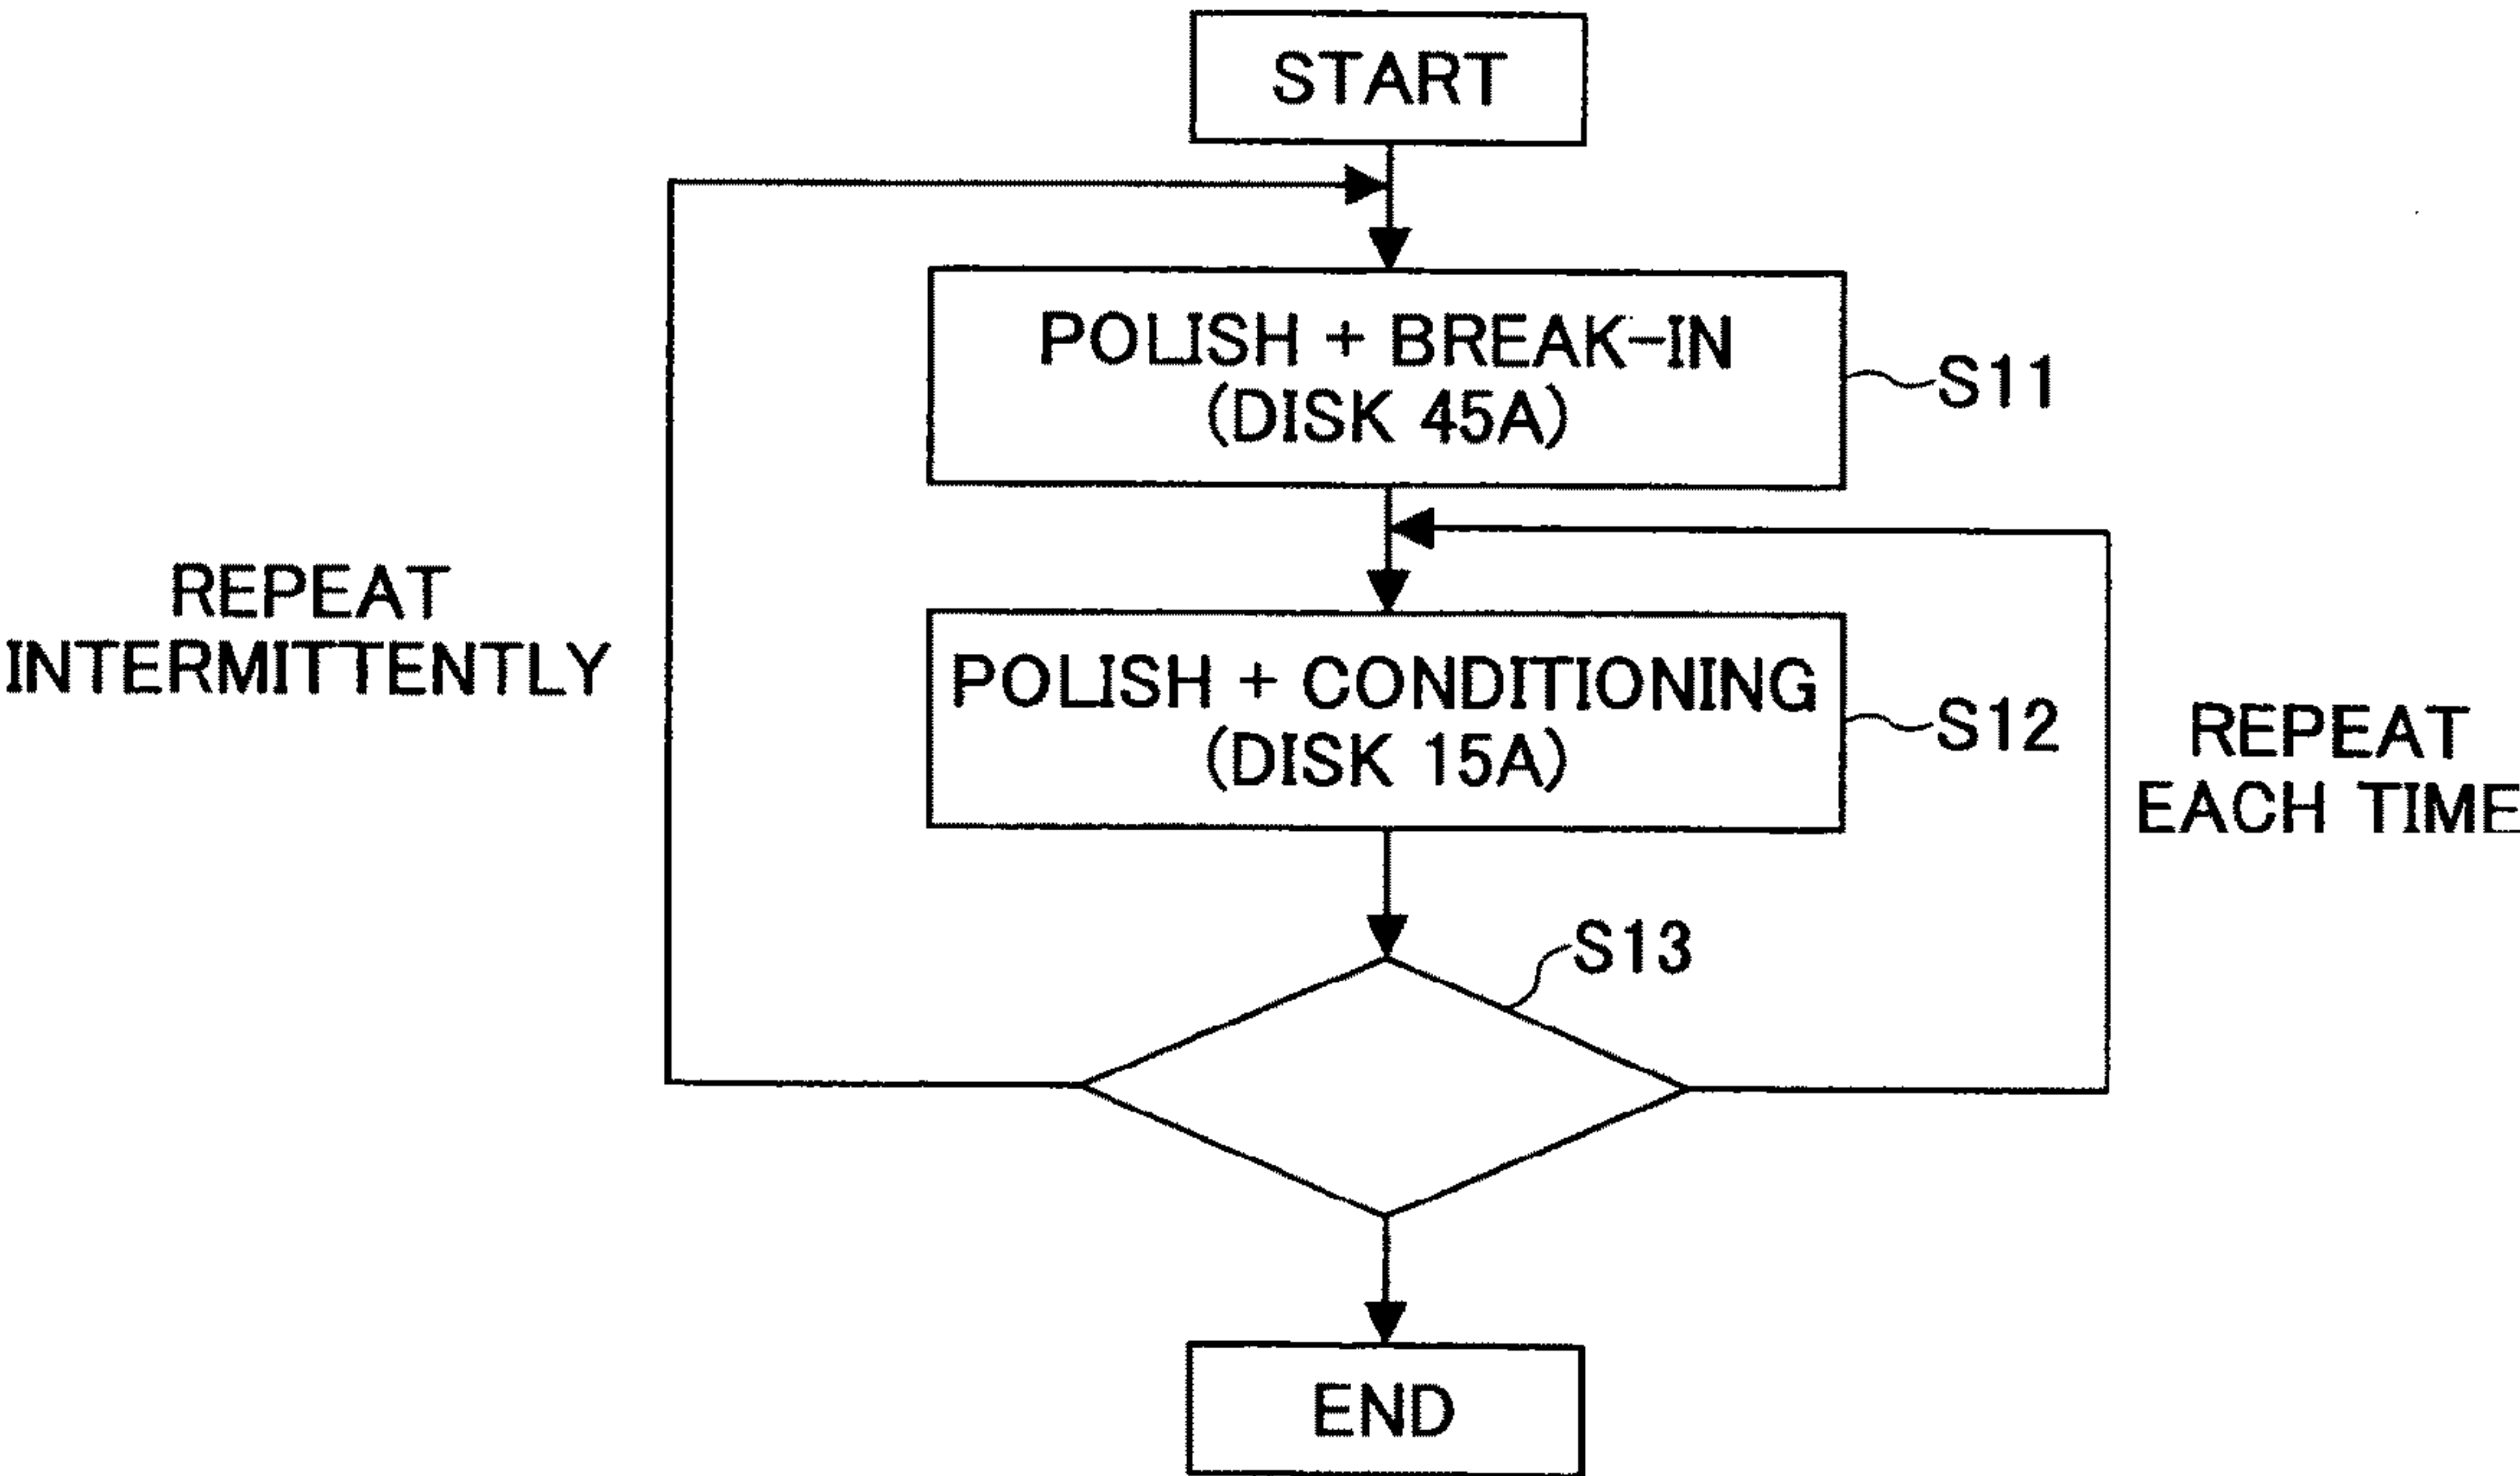 START
POLISH + BREAK-IN
(DISK 45A)
S11
REPEAT
INTERMITTENTLY
POLISH + CONDITIONING
(DISK 15A)
S12
REPEAT
EACH TIME
S13
END